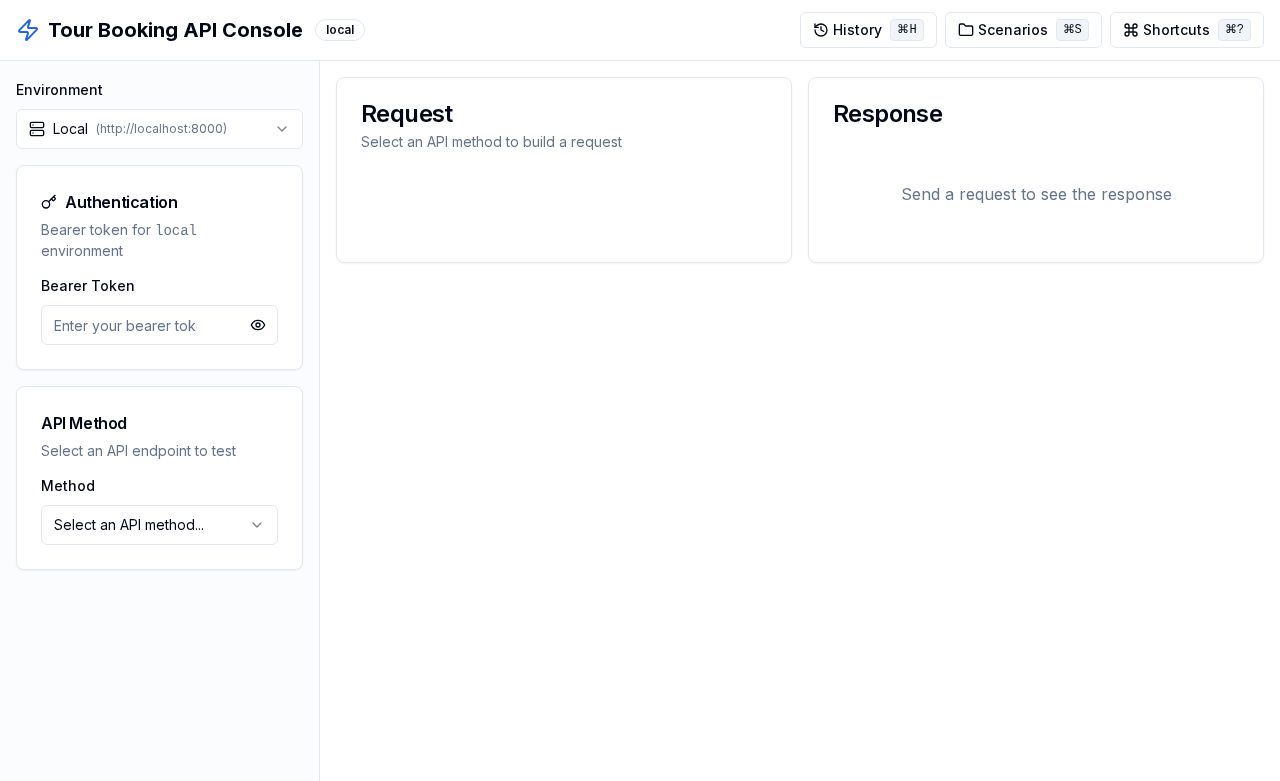 Tour Booking API Console
local
History ⌘H
Scenarios ⌘S
Shortcuts ⌘?
Environment
Local (http://localhost:8000)
Authentication
Bearer token for local
environment
Bearer Token
Enter your bearer tok
API Method
Select an API endpoint to test
Method
Select an API method...
Request
Select an API method to build a request
Response
Send a request to see the response